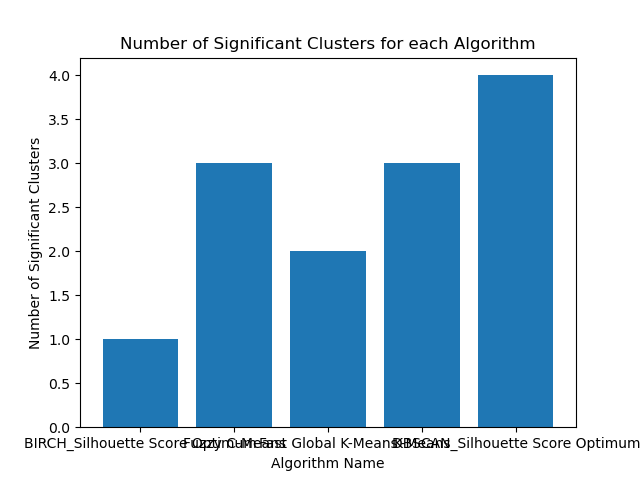 Number of Significant Clusters for each Algorithm
4.0
3.5
3.0
2.5
2.0
1.5
1.0
0.5
0.0
Number of Significant Clusters
BIRCH_Silhouette Score Optimum
Fuzzy C-Means
Fast Global K-Means
K-Means
DBSCAN_Silhouette Score Optimum
Algorithm Name